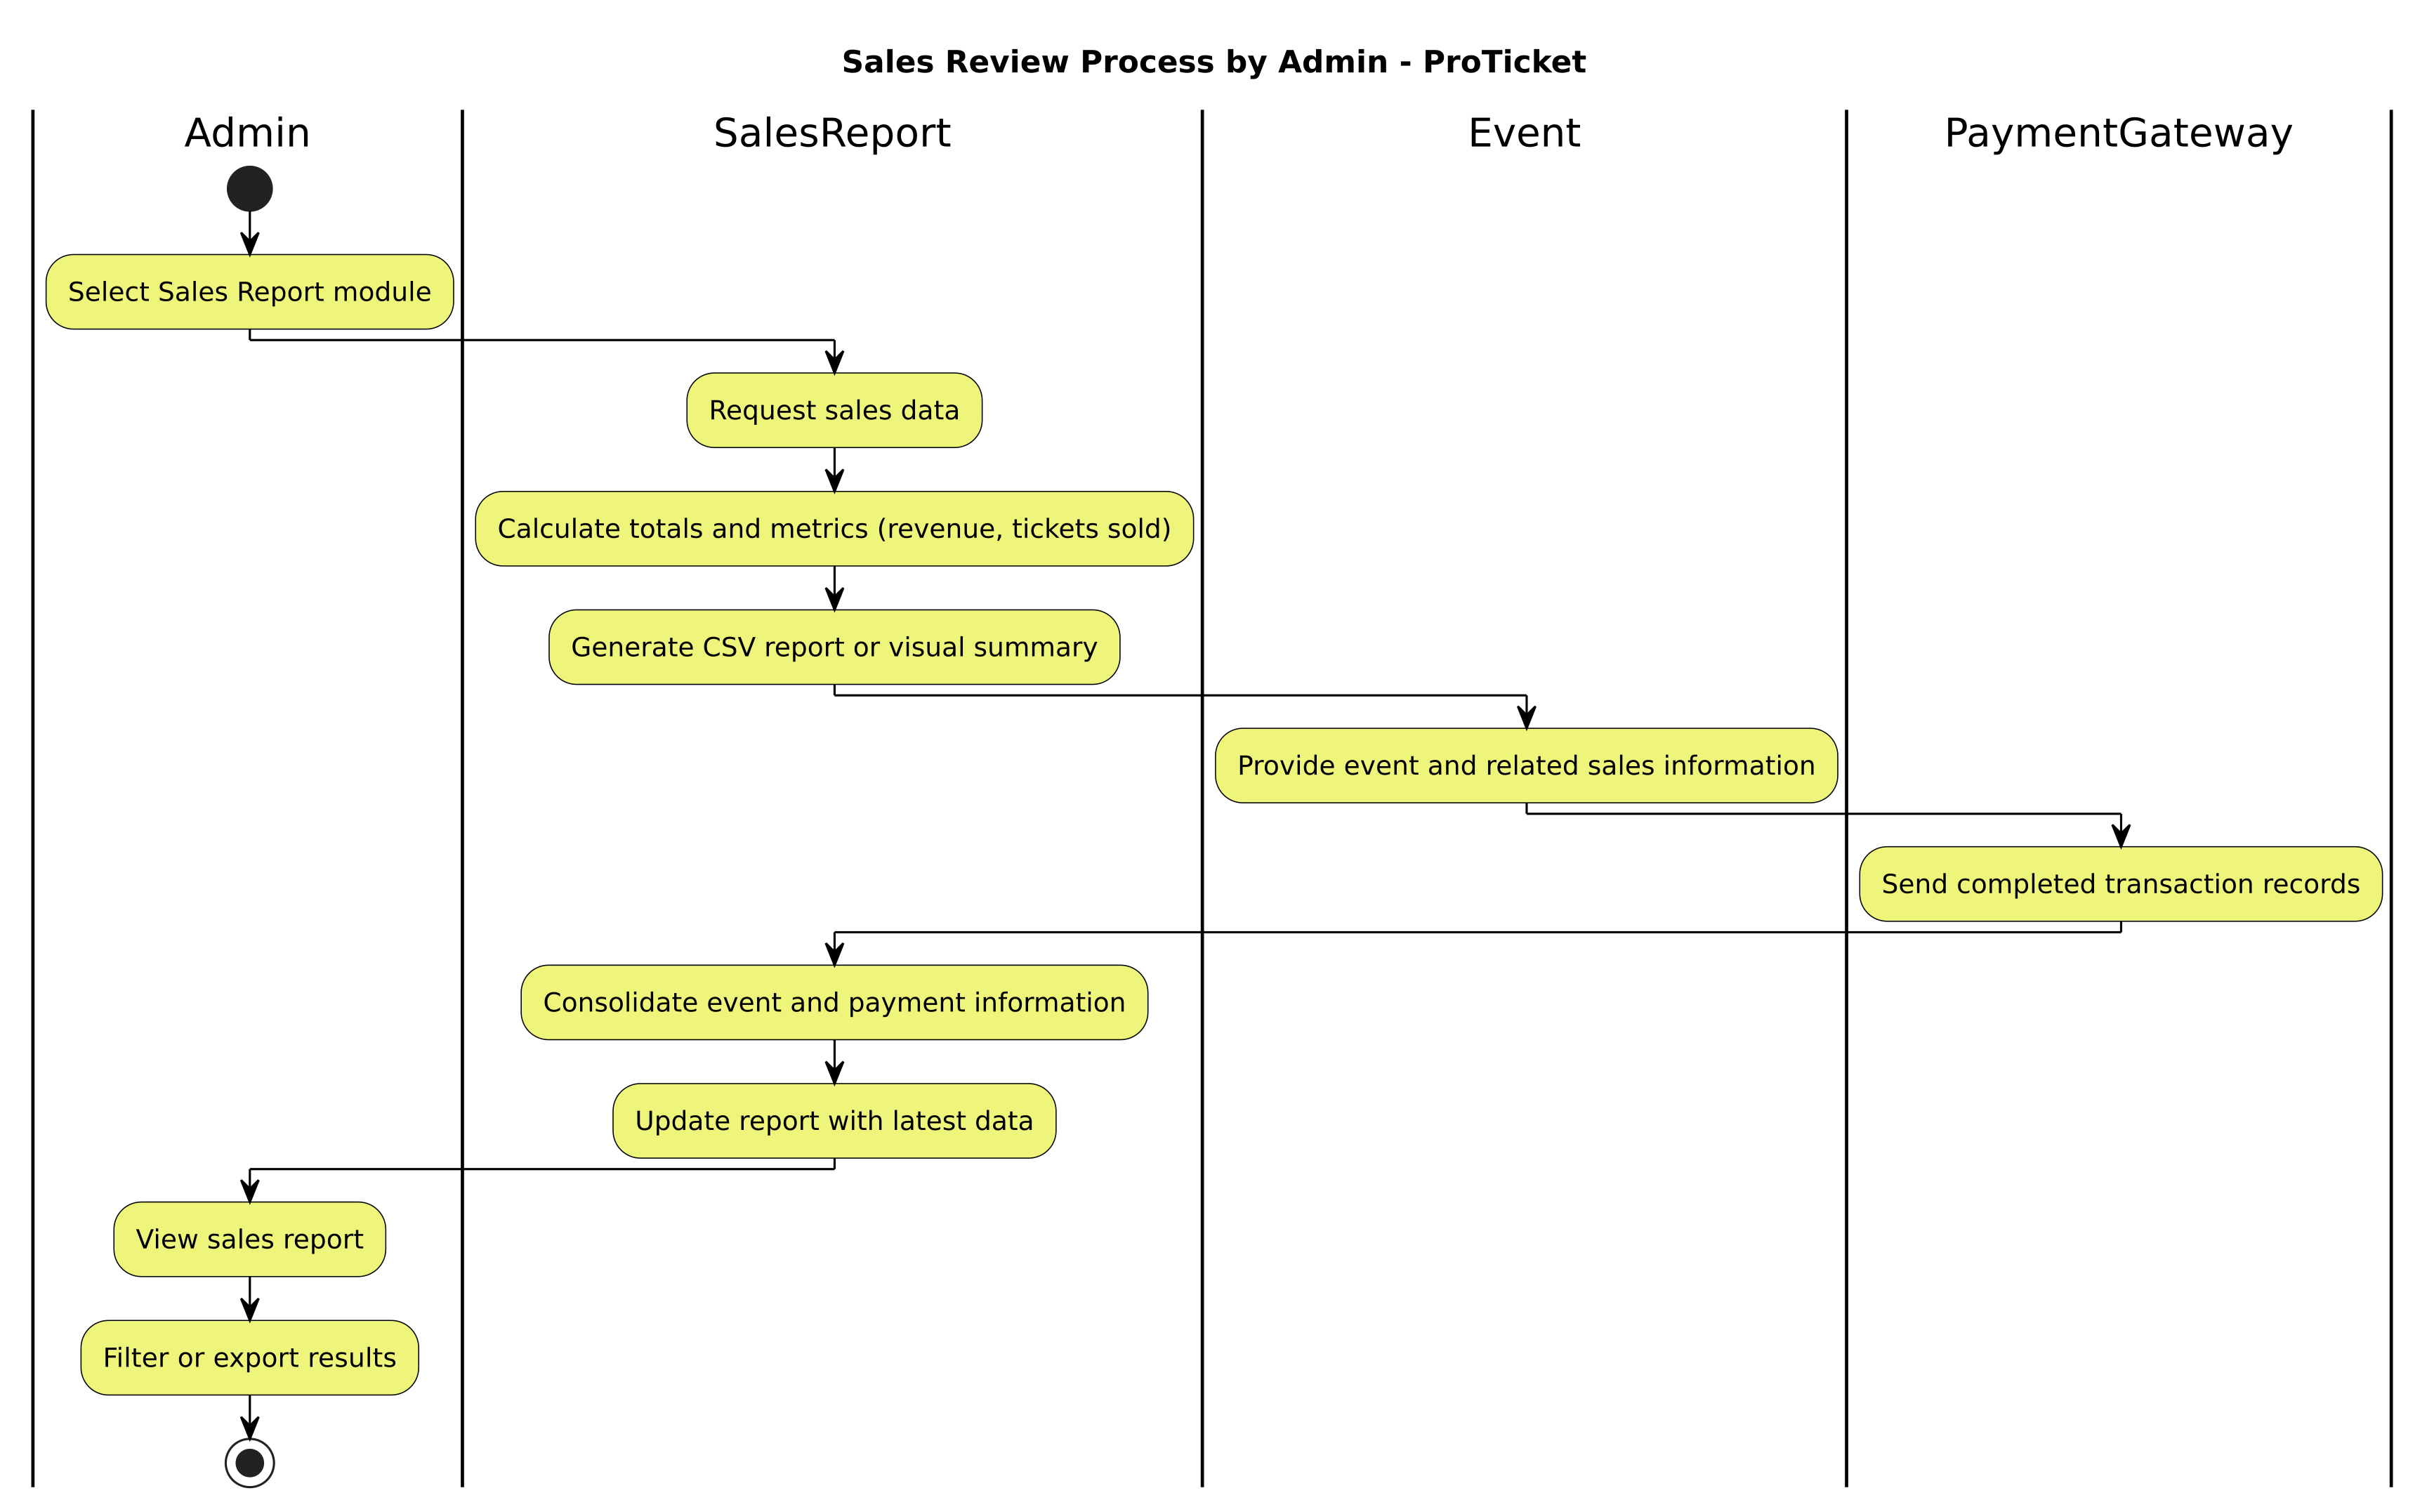 Sales Review Process by Admin - ProTicket
Admin
SalesReport
Event
PaymentGateway
Select Sales Report module
Request sales data
Calculate totals and metrics (revenue, tickets sold)
Generate CSV report or visual summary
Provide event and related sales information
Send completed transaction records
Consolidate event and payment information
Update report with latest data
View sales report
Filter or export results